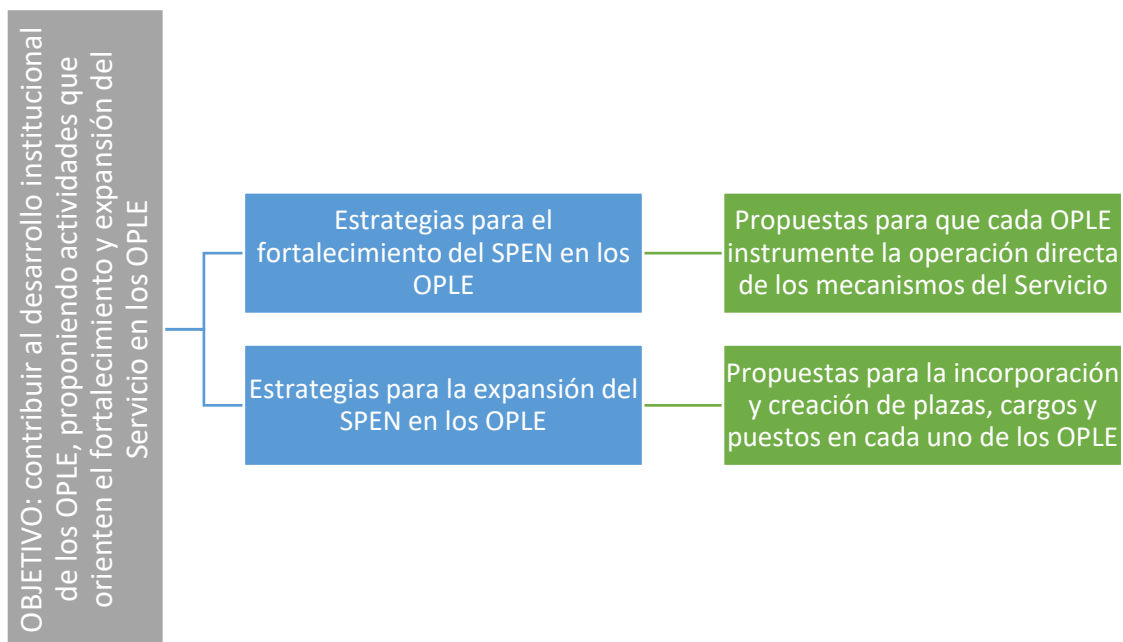 OBJETIVO: contribuir al desarrollo institucional
de los OPLE, proponiendo actividades que
orienten el fortalecimiento y expansión del
Servicio en los OPLE
Estrategias para el
fortalecimiento del SPEN en los
OPLE
Propuestas para que cada OPLE
instrumente la operación directa
de los mecanismos del Servicio
Estrategias para la expansión del
SPEN en los OPLE
Propuestas para la incorporación
y creación de plazas, cargos y
puestos en cada uno de los OPLE